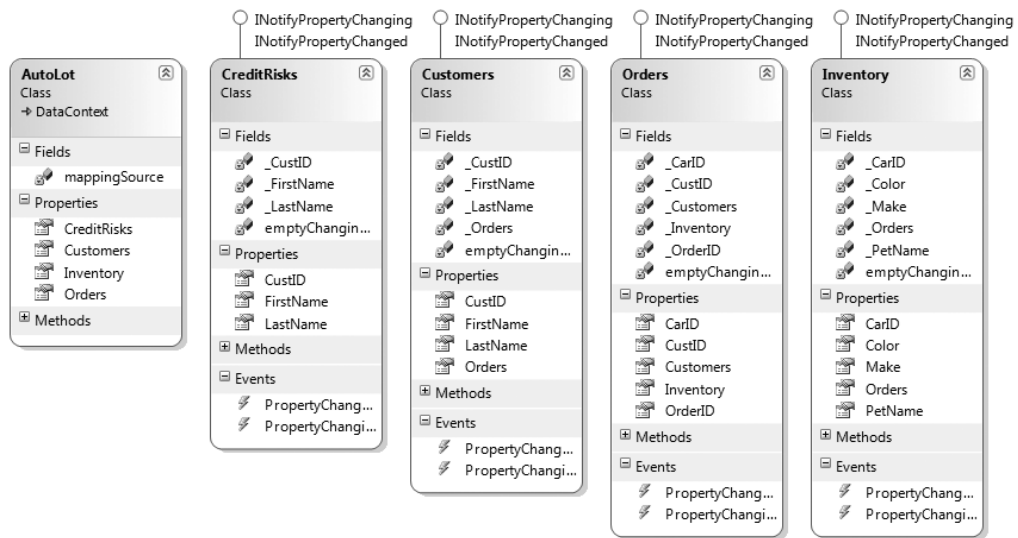 INotifyPropertyChanging
INotifyPropertyChanged
INotifyPropertyChanging
INotifyPropertyChanged
INotifyPropertyChanging
INotifyPropertyChanged
INotifyPropertyChanging
INotifyPropertyChanged
AutoLot
Class
DataContext
Fields
mappingSource
Properties
CreditRisks
Customers
Inventory
Orders
Methods
CreditRisks
Class
Fields
_CustID
_FirstName
_LastName
emptyChangin...
Properties
CustID
FirstName
LastName
Methods
Events
PropertyChang...
PropertyChangi...
Customers
Class
Fields
_CustID
_FirstName
_LastName
_Orders
emptyChangin...
Properties
CustID
FirstName
LastName
Orders
Methods
Events
PropertyChang...
PropertyChangi...
Orders
Class
Fields
_CarID
_CustID
_Customers
_Inventory
_OrderID
emptyChangin...
Properties
CarID
CustID
Customers
Inventory
OrderID
Methods
Events
PropertyChang...
PropertyChangi...
Inventory
Class
Fields
_CarID
_Color
_Make
_Orders
_PetName
emptyChangin...
Properties
CarID
Color
Make
Orders
PetName
Methods
Events
PropertyChang...
PropertyChangi...